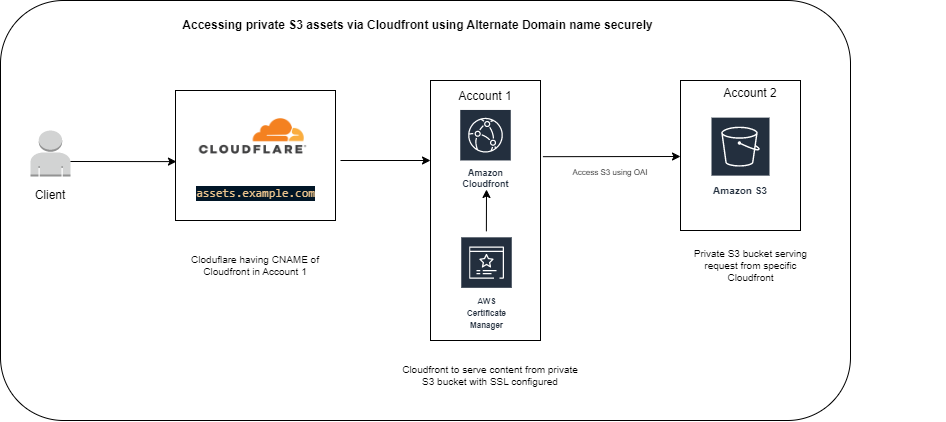 Accessing private S3 assets via Cloudfront using Alternate Domain name securely
Client
CLOUDFLARE
assets.example.com
Cloduflare having CNAME of
Cloudfront in Account 1
Account 1
Amazon
Cloudfront
AWS
Certificate
Manager
Cloudfront to serve content from private
S3 bucket with SSL configured
Access S3 using OAI
Account 2
Amazon S3
Private S3 bucket serving
request from specific
Cloudfront